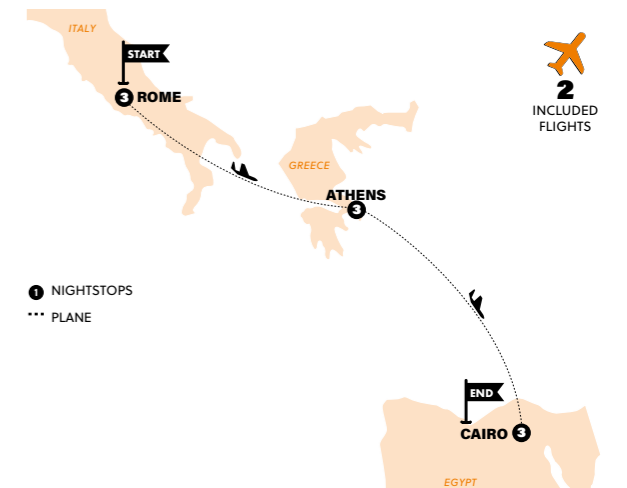 ITALY
START
3 ROME
2
INCLUDED
FLIGHTS
GREECE
ATHENS
3
1 NIGHTSTOPS
PLANE
END
CAIRO 3
EGYPT